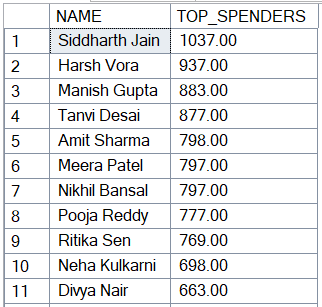 NAME TOP_SPENDERS
1 Siddharth Jain 1037.00
2 Harsh Vora 937.00
3 Manish Gupta 883.00
4 Tanvi Desai 877.00
5 Amit Sharma 798.00
6 Meera Patel 797.00
7 Nikhil Bansal 797.00
8 Pooja Reddy 777.00
9 Ritika Sen 769.00
10 Neha Kulkarni 698.00
11 Divya Nair 663.00